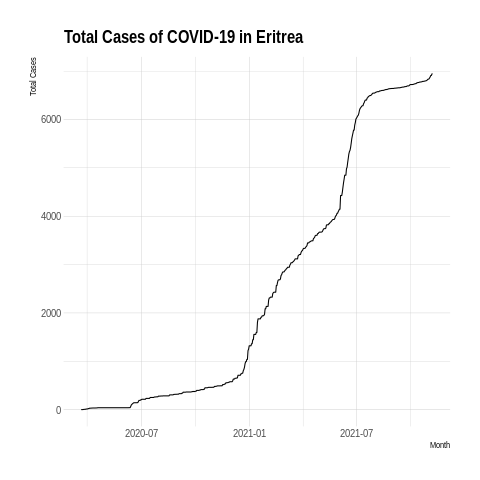 Total Cases of COVID-19 in Eritrea
Total Cases
6000
4000
2000
0
2020-07 2021-01 2021-07
Month